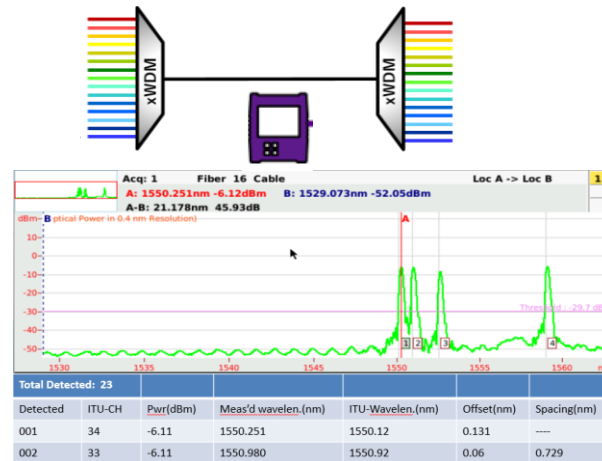 xWDM
xWDM
Acq: 1 Fiber 16 Cable Loc A -> Loc B 1
A: 1550.251nm -6.12dBm B: 1529.073nm -52.05dBm
A-B: 21.178nm 45.93dB
dBm B ptical Power in 0.4 nm Resolution) A
10
0
-10
-20
-30 Threshold : -29.7 dB
-40
-50 1 2 3 4
1530 1535 1540 1545 1550 1555 1560 n
Total Detected: 23
Detected ITU-CH Pwr(dBm) Meas'd wavelen.(nm) ITU-Wavelen.(nm) Offset(nm) Spacing(nm)
001 34 -6.11 1550.251 1550.12 0.131 ----
002 33 -6.11 1550.980 1550.92 0.06 0.729